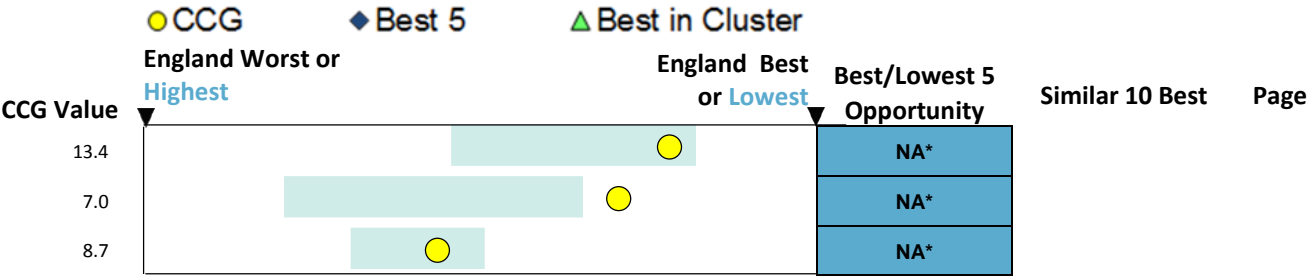 CCG Best 5 Best in Cluster
England Worst or
Highest
England Best
or Lowest
Best/Lowest 5
Opportunity
CCG Value
Similar 10 Best
Page
13.4 NA*
7.0 NA*
8.7 NA*